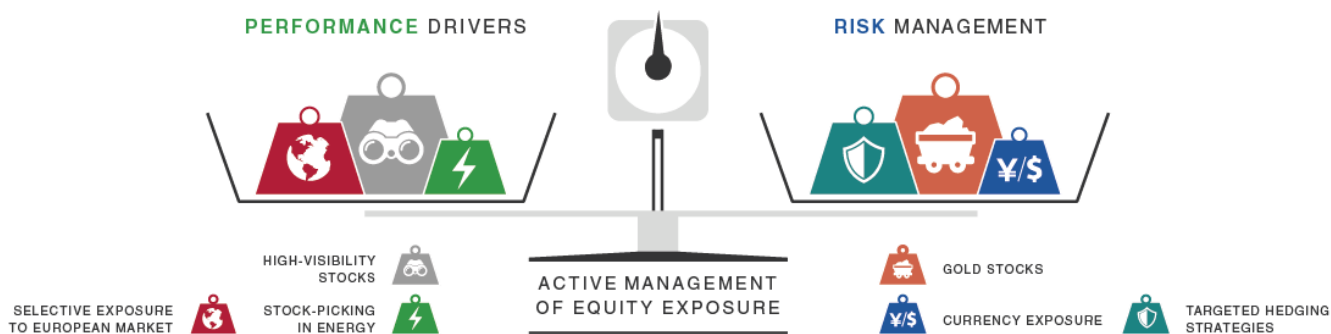 PERFORMANCE DRIVERS
RISK MANAGEMENT
¥/$
HIGH-VISIBILITY
STOCKS
SELECTIVE EXPOSURE
TO EUROPEAN MARKET
STOCK-PICKING
IN ENERGY
ACTIVE MANAGEMENT
OF EQUITY EXPOSURE
GOLD STOCKS
¥/$
CURRENCY EXPOSURE
TARGETED HEDGING
STRATEGIES